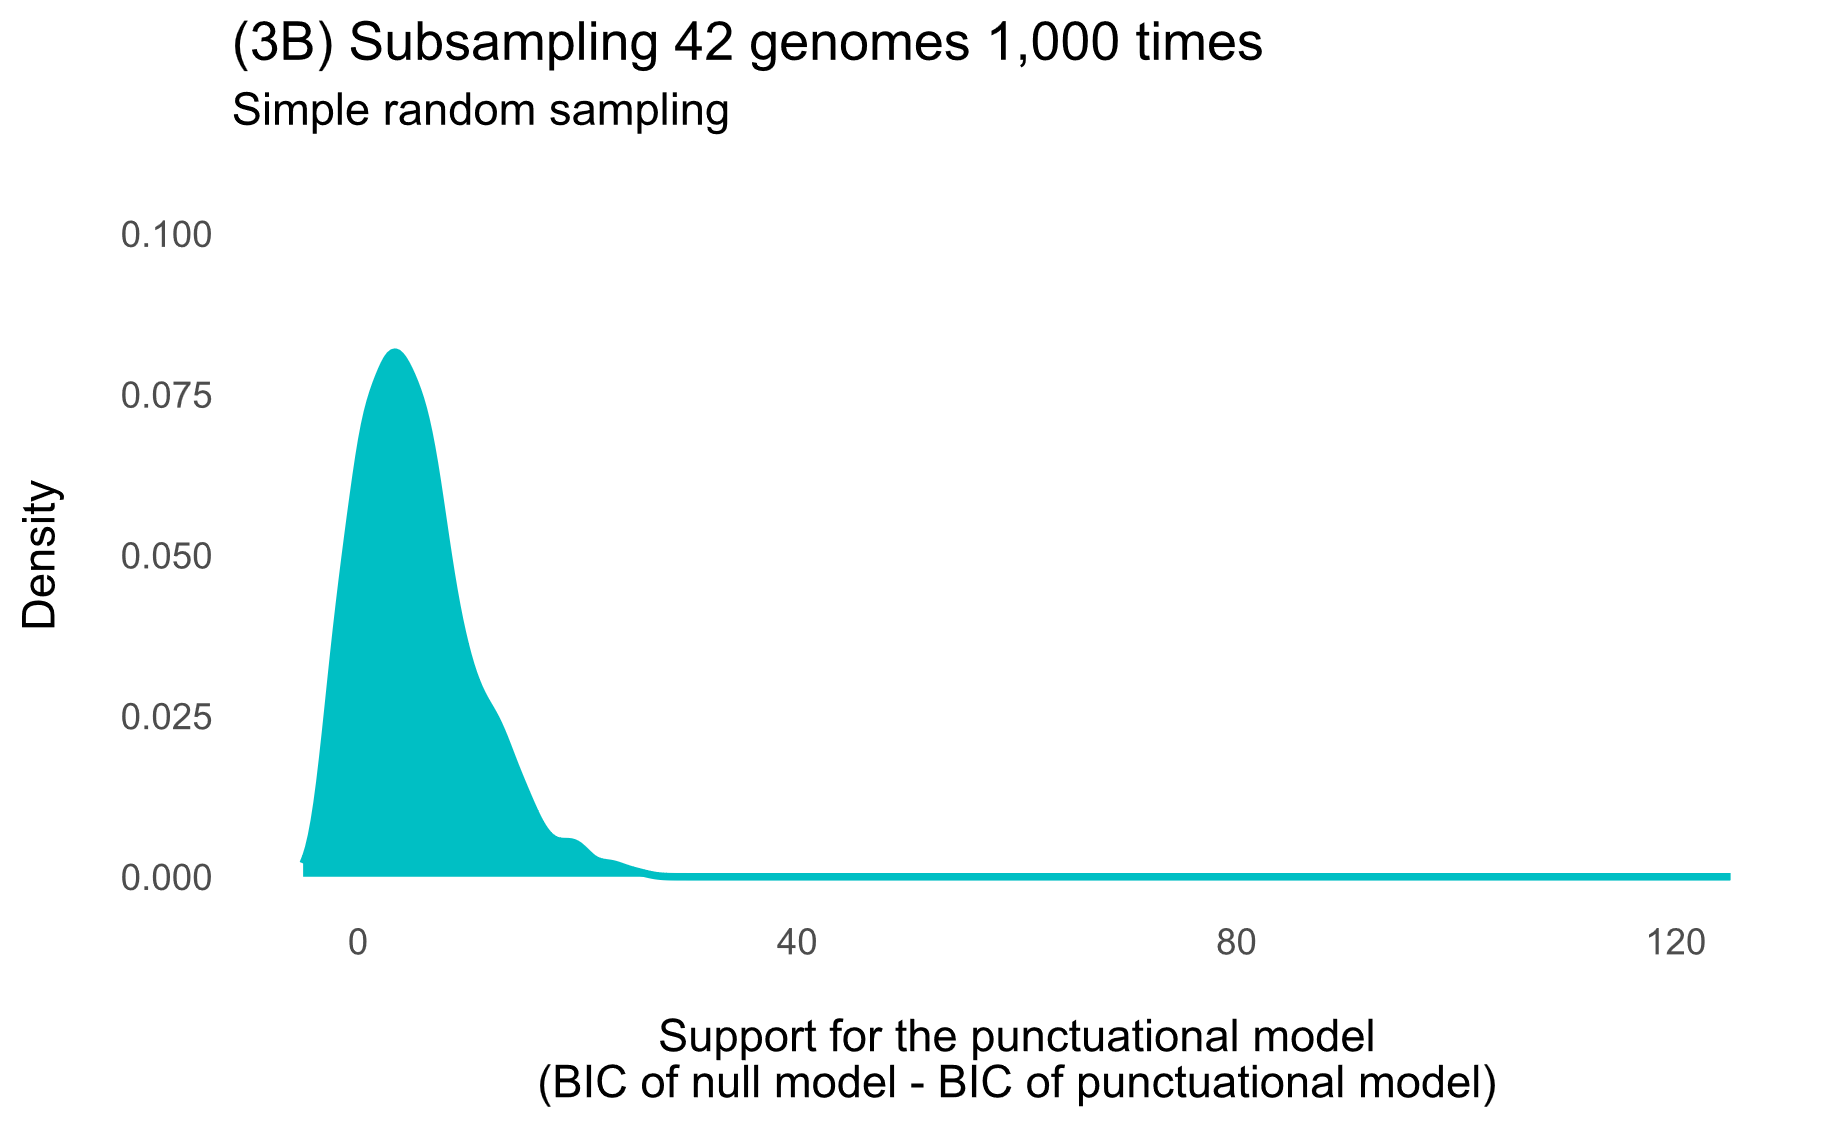 (3B) Subsampling 42 genomes 1,000 times
Simple random sampling
0.100
0.075
0.050
0.025
0.000
Density
0 40 80 120
Support for the punctuational model
(BIC of null model - BIC of punctuational model)